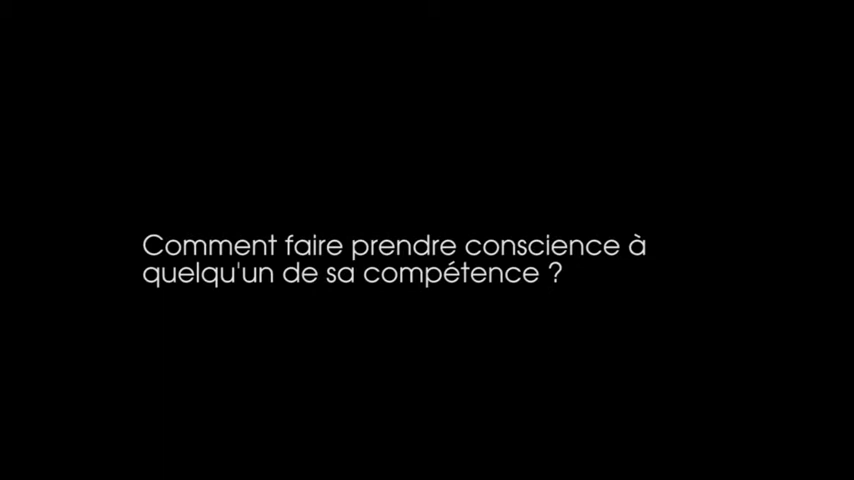 Comment faire prendre conscience à
quelqu'un de sa compétence ?